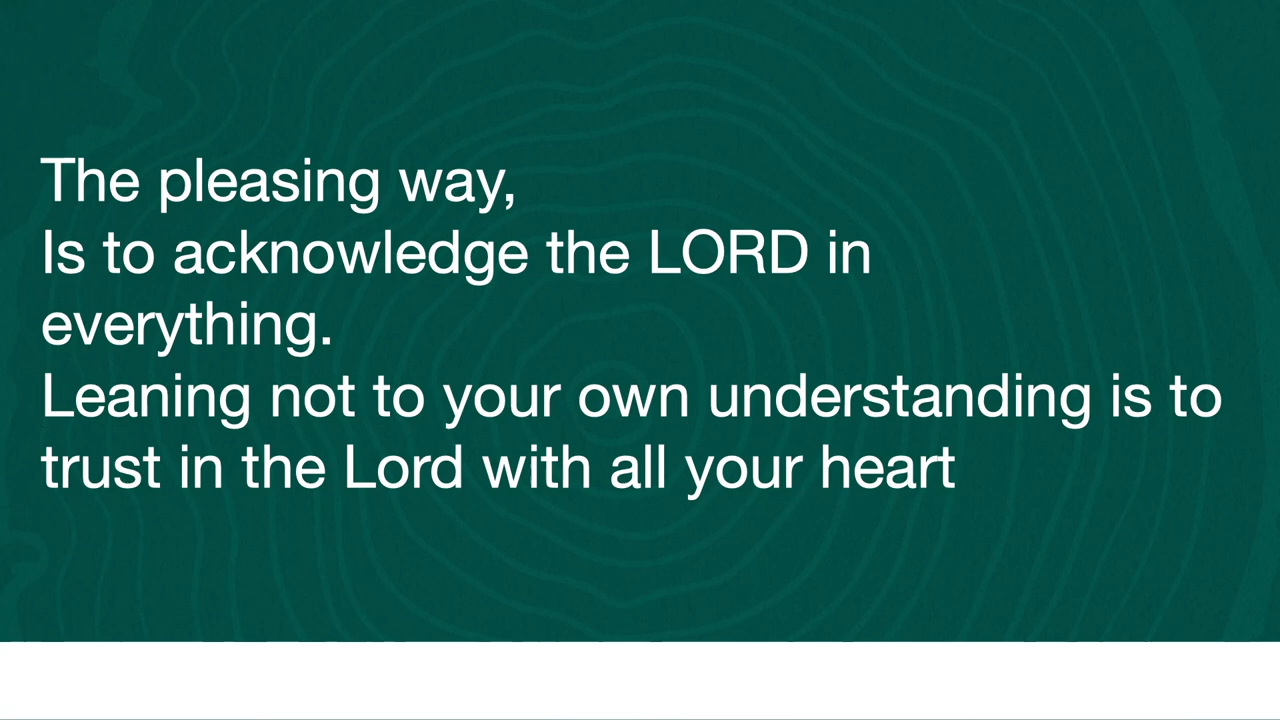 The pleasing way,
Is to acknowledge the LORD in
everything.
Leaning not to your own understanding is to
trust in the Lord with all your heart